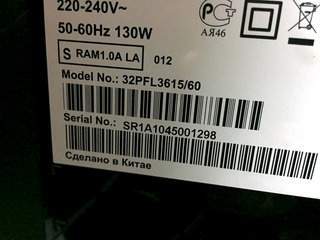 220-240V~
50-60Hz 130W
S RAM1.0A LA 012
АЯ46
Model No.: 32PFL3615/60
Serial No.: SR1A1045001298
Сделано в Китае